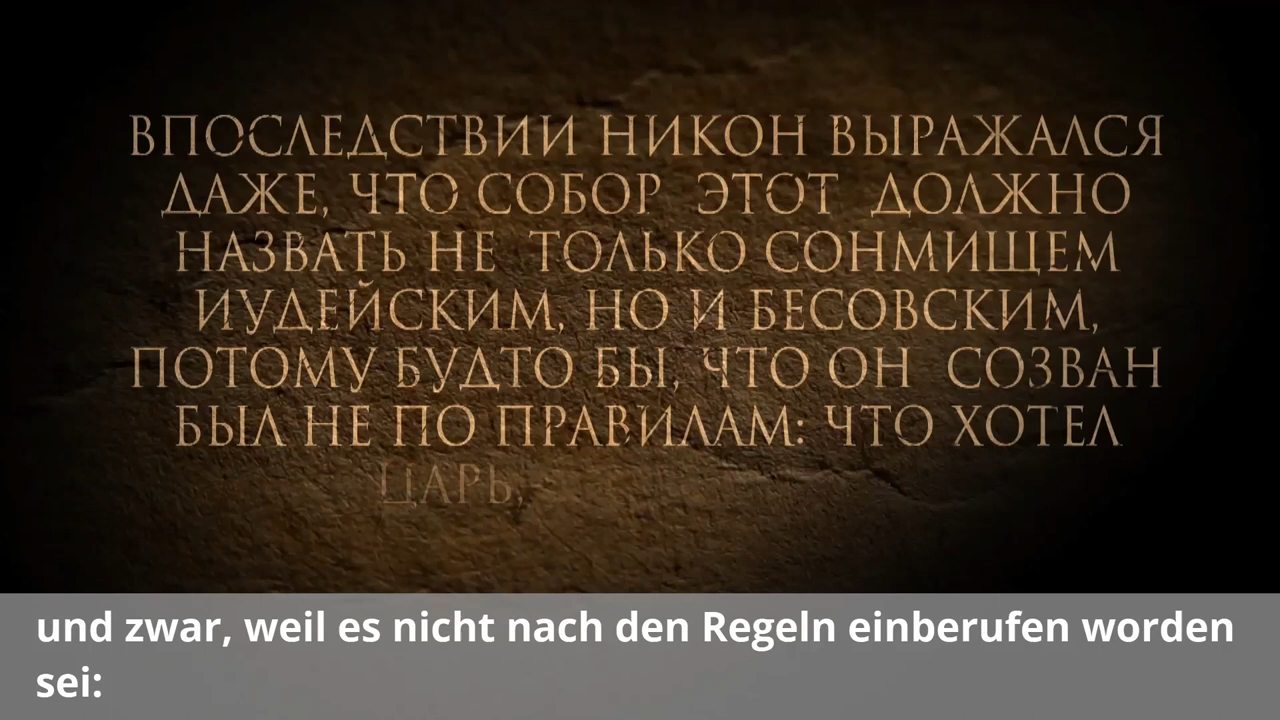 ВПОСЛЕДСТВИИ НИКОН ВЫРАЖАЛСЯ
ДАЖЕ, ЧТО СОБОР ЭТОТ ДОЛЖНО
НАЗВАТЬ НЕ ТОЛЬКО СОНМИЩЕМ
ИУДЕЙСКИМ, НО И БЕСОВСКИМ,
ПОТОМУ БУДТО БЫ, ЧТО ОН СОЗВАН
БЫЛ НЕ ПО ПРАВИЛАМ: ЧТО ХОТЕЛ
ЦАРЬ,
und zwar, weil es nicht nach den Regeln einberufen worden
sei: